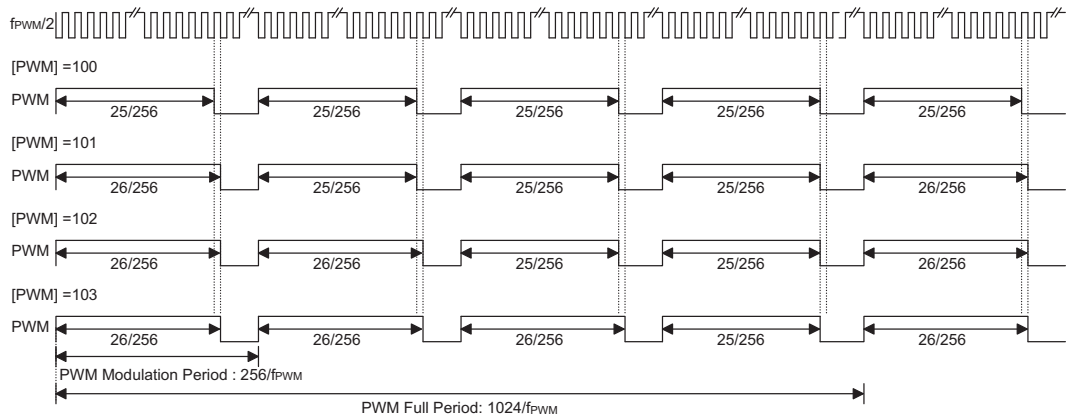 fPWM/2
[PWM] =100
PWM
25/256 25/256 25/256 25/256 25/256
[PWM] =101
PWM
26/256 25/256 25/256 25/256 26/256
[PWM] =102
PWM
26/256 26/256 25/256 25/256 26/256
[PWM] =103
PWM
26/256 26/256 26/256 25/256 26/256
PWM Modulation Period : 256/fPWM
PWM Full Period: 1024/fPWM